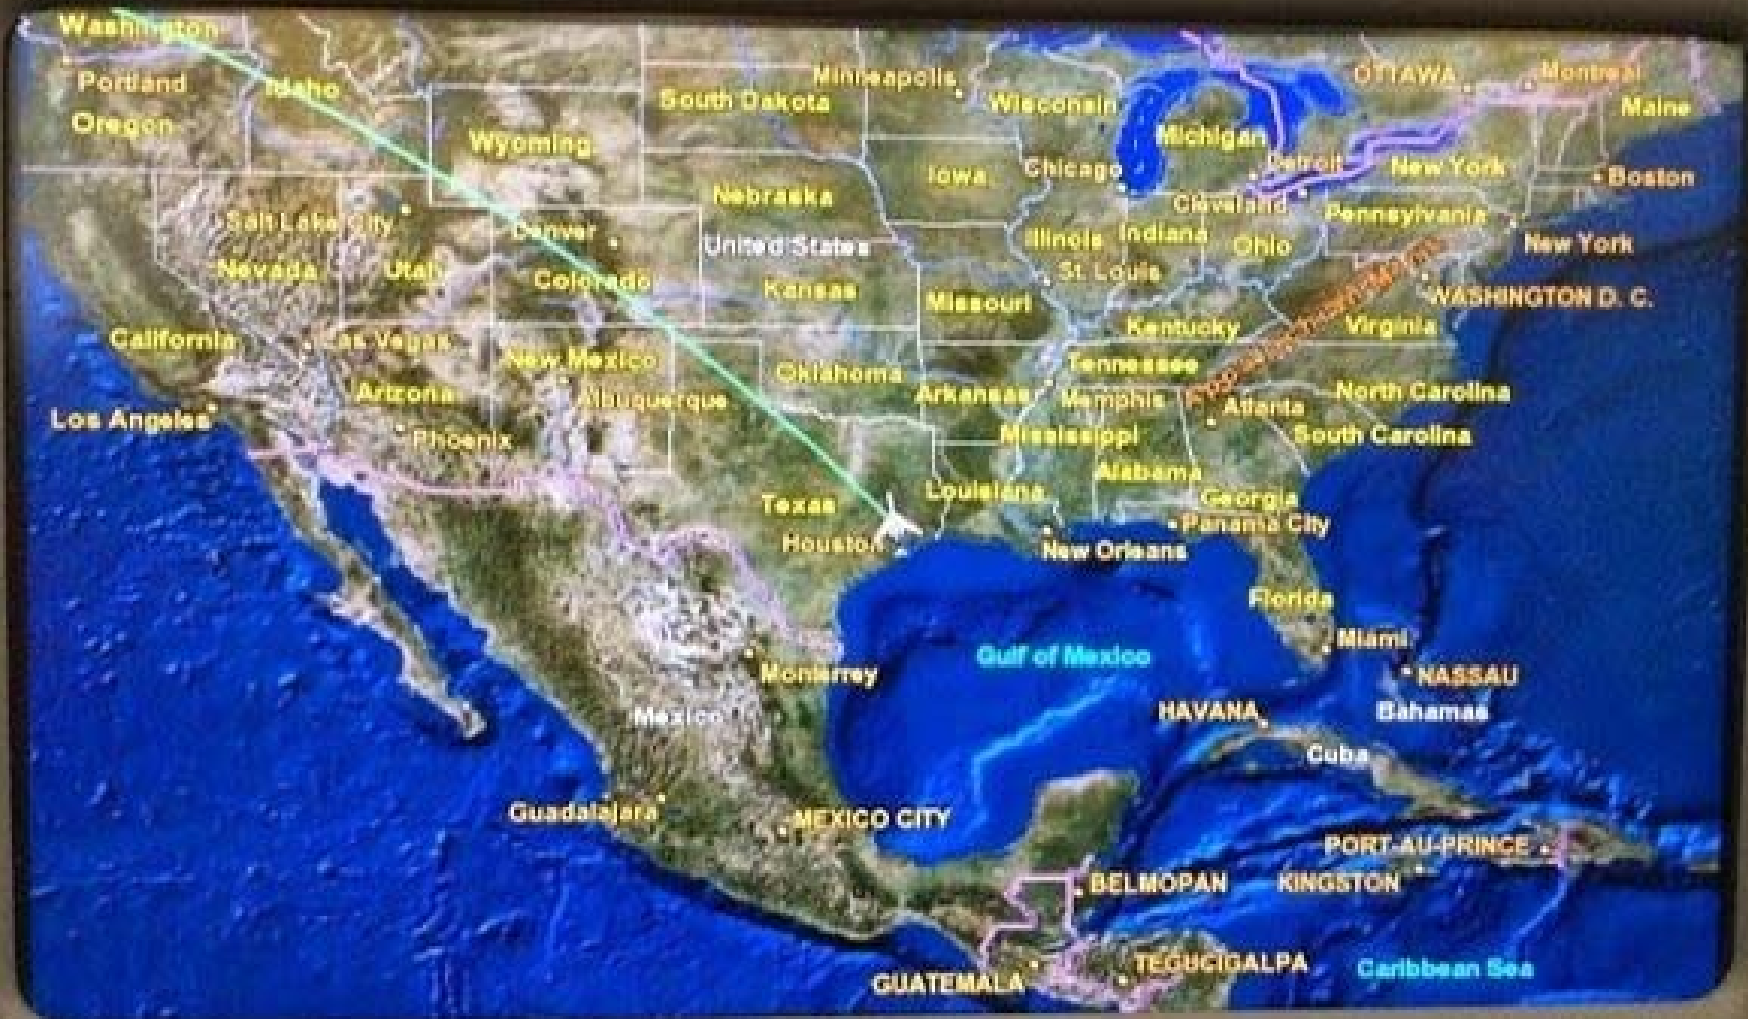 Washington
Portland
Idaho
Oregon
Minneapolis
South Dakota
Wisconsin
OTTAWA
Montreal
Maine
Wyoming
Michigan
Iowa
Chicago
Detroit
New York
Boston
Nebraska
Cleveland
Pennsylvania
Salt Lake City
Denver
United States
Illinois
Indiana
Ohio
New York
Nevada
Utah
Colorado
Kansas
St Louis
Missouri
WASHINGTON D. C.
California
Las Vegas
Kentucky
Virginia
New Mexico
Oklahoma
Tennessee
Arizona
Albuquerque
Arkansas
Memphis
North Carolina
Los Angeles
Atlanta
Phoenix
Mississippi
South Carolina
Alabama
Texas
Louisiana
Georgia
Panama City
Houston
New Orleans
Florida
Miami
Gulf of Mexico
Monterrey
NASSAU
Mexico
HAVANA
Bahamas
Cuba
Guadalajara
MEXICO CITY
PORT-AU-PRINCE
BELMOPAN
KINGSTON
TEGUCIGALPA
Caribbean Sea
GUATEMALA